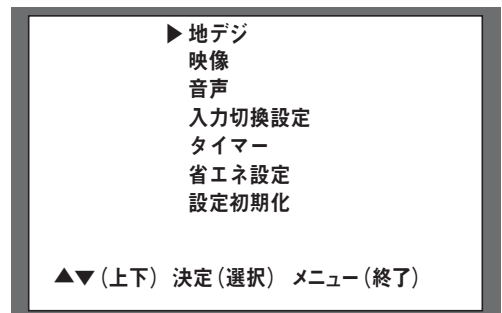 ▶地デジ
映像
音声
入力切換設定
タイマー
省エネ設定
設定初期化
▲▼(上下) 決定(選択) メニュー(終了)